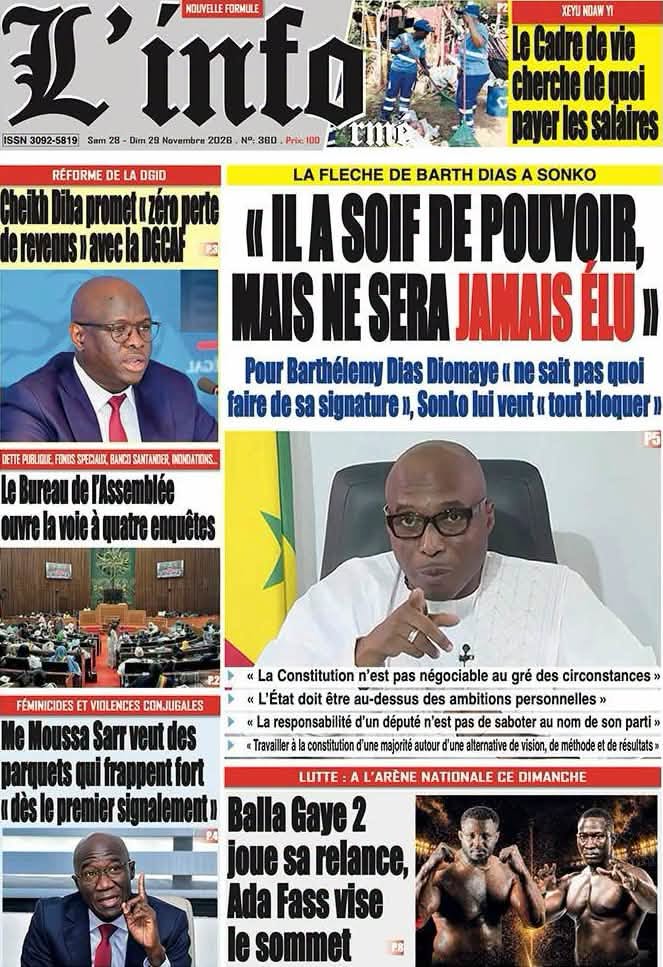 NOUVELLE FORMULE
L'info
rmé
ISSN 3092-5819
Sam 28 - Dim 29 Novembre 2026 . N°: 360 . Prix: 100
XEYU NDAW YI
Le Cadre de vie
cherche de quoi
payer les salaires
RÉFORME DE LA DGID
Cheikh Diba promet « zéro perte
de revenus » avec la DGCAF
P3
LA FLECHE DE BARTH DIAS A SONKO
« IL A SOIF DE POUVOIR,
MAIS NE SERA JAMAIS ÉLU »
Pour Barthélemy Dias Diomaye « ne sait pas quoi
faire de sa signature », Sonko lui veut « tout bloquer »
P5
DETTE PUBLIQUE, FONDS SPECIAUX, BANCO SANTANDER, INONDATIONS...
Le Bureau de l'Assemblée
ouvre la voie à quatre enquêtes
P.2
« La Constitution n'est pas négociable au gré des circonstances »
« L'État doit être au-dessus des ambitions personnelles »
« La responsabilité d'un député n'est pas de saboter au nom de son parti »
« Travailler à la constitution d'une majorité autour d'une alternative de vision, de méthode et de résultats »
FÉMINICIDES ET VIOLENCES CONJUGALES
Me Moussa Sarr veut des
parquets qui frappent fort
« dès le premier signalement »
P.4
LUTTE : A L'ARÈNE NATIONALE CE DIMANCHE
Balla Gaye 2
joue sa relance,
Ada Fass vise
le sommet
P8